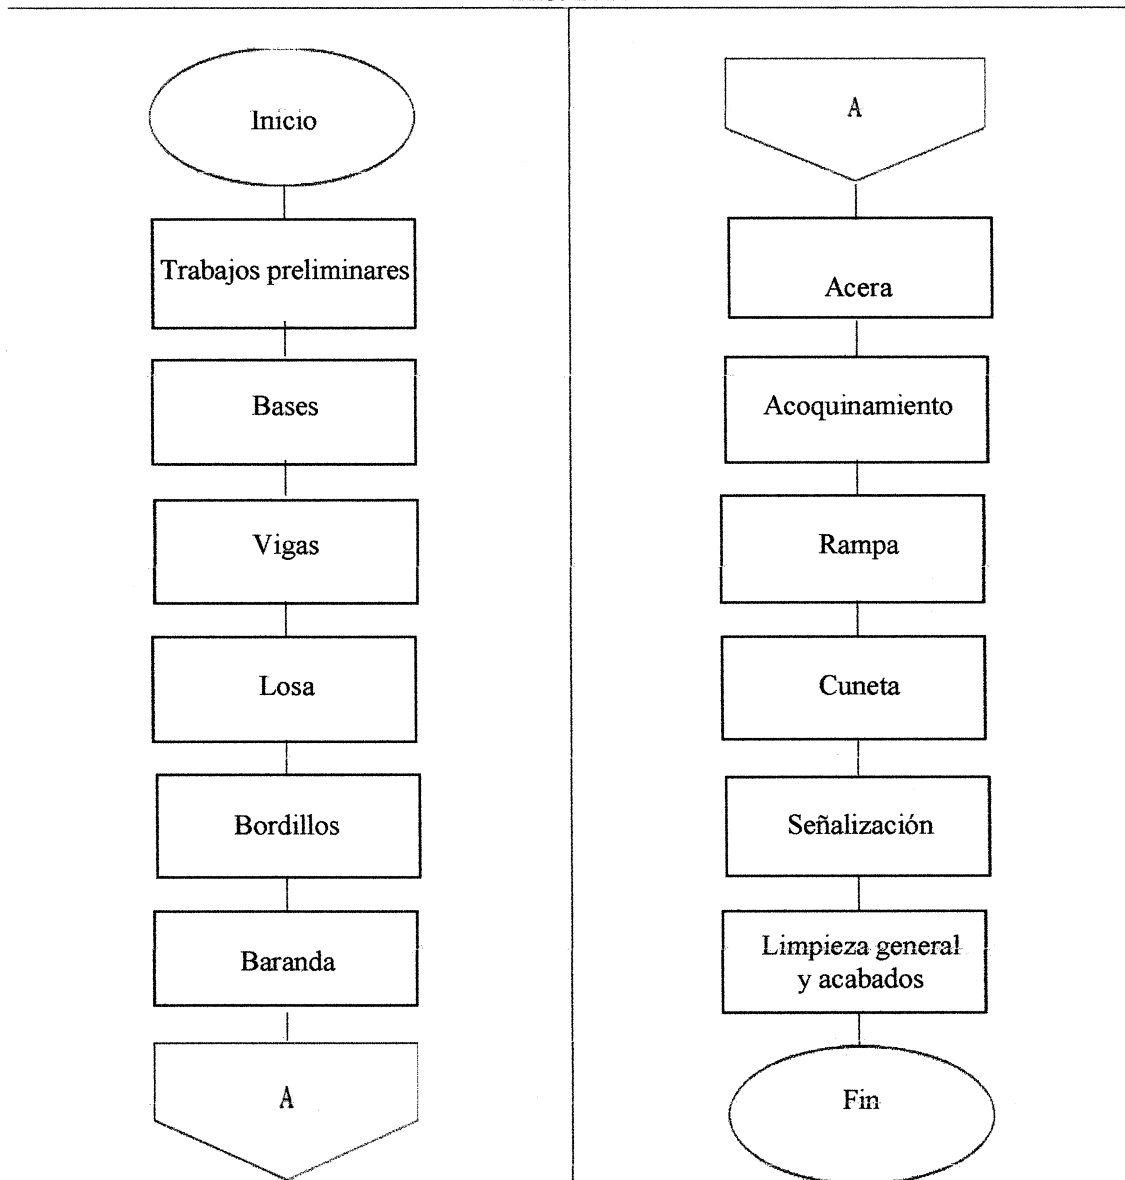 Inicio
Trabajos preliminares
Bases
Vigas
Losa
Bordillos
Baranda
A
A
Acera
Acoquinamiento
Rampa
Cuneta
Señalización
Limpieza general
y acabados
Fin